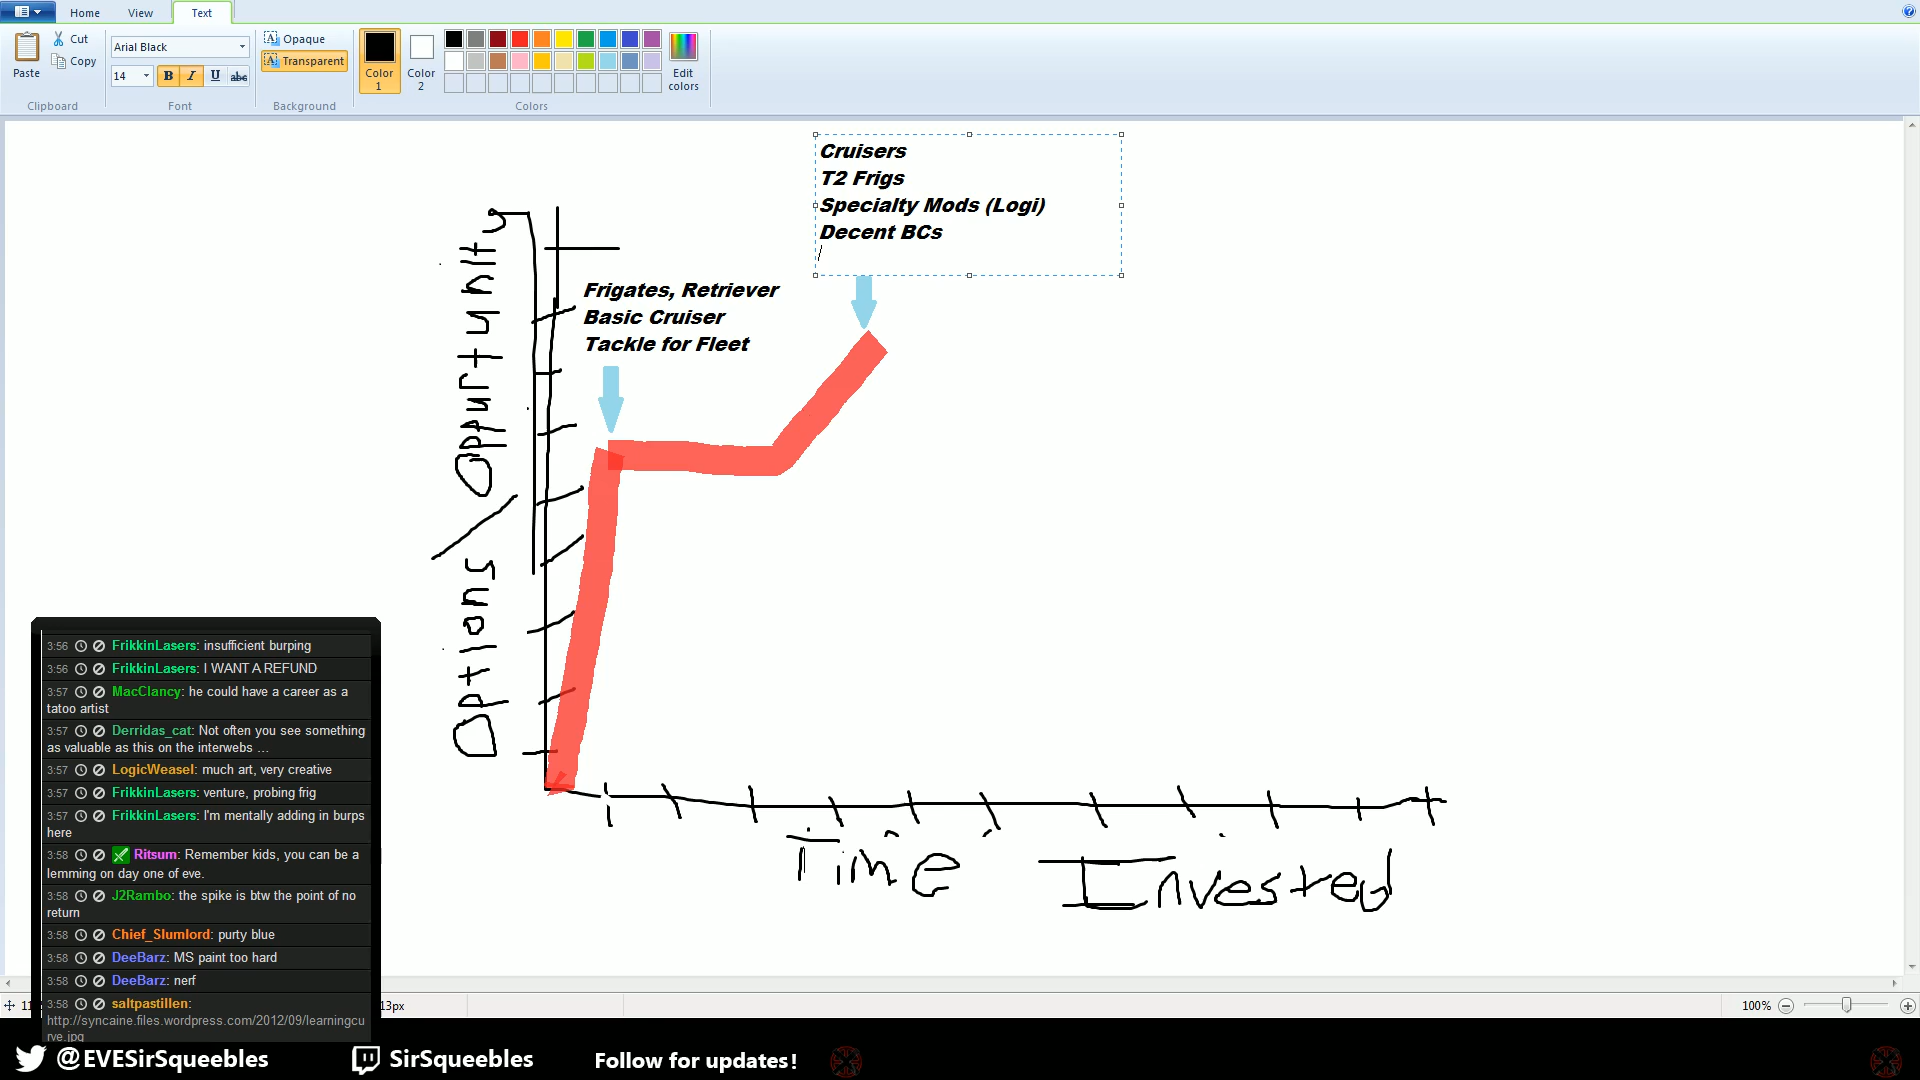 Home
View
Text
Paste
Cut
Copy
Clipboard
Arial Black
14
B
I
U
abc
Font
Opaque
Transparent
Background
Color
1
Color
2
Edit
colors
Colors
Cruisers
T2 Frigs
Specialty Mods (Logi)
Decent BCs
Frigates, Retriever
Basic Cruiser
Tackle for Fleet
Options / Oppurtunity
Time Invested
3:56 FrikkinLasers: insufficient burping
3:56 FrikkinLasers: I WANT A REFUND
3:57 MacClancy: he could have a career as a
tatoo artist
3:57 Derridas_cat: Not often you see something
as valuable as this on the interwebs ...
3:57 LogicWeasel: much art, very creative
3:57 FrikkinLasers: venture, probing frig
3:57 FrikkinLasers: I'm mentally adding in burps
here
3:58 Ritsum: Remember kids, you can be a
lemming on day one of eve.
3:58 J2Rambo: the spike is btw the point of no
return
3:58 Chief_Slumlord: purty blue
3:58 DeeBarz: MS paint too hard
3:58 DeeBarz: nerf
3:58 saltpastillen:
http://syncaine.files.wordpress.com/2012/09/learningcu
rve.jpg
13px
100%
@EVESirSqueebles
SirSqueebles
Follow for updates!